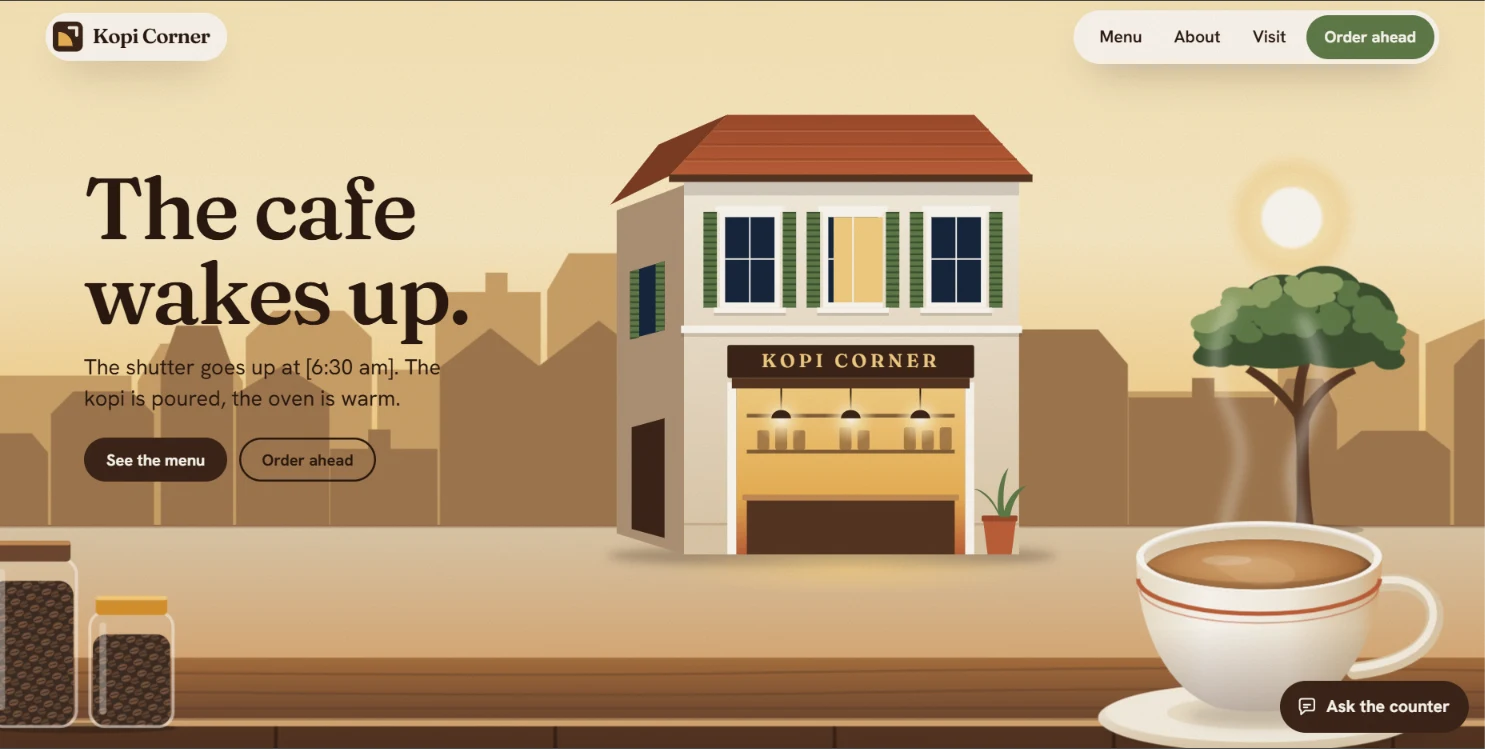 Kopi Corner
Menu
About
Visit
Order ahead
The cafe
wakes up.
The shutter goes up at [6:30 am]. The
kopi is poured, the oven is warm.
See the menu
Order ahead
KOPI CORNER
Ask the counter